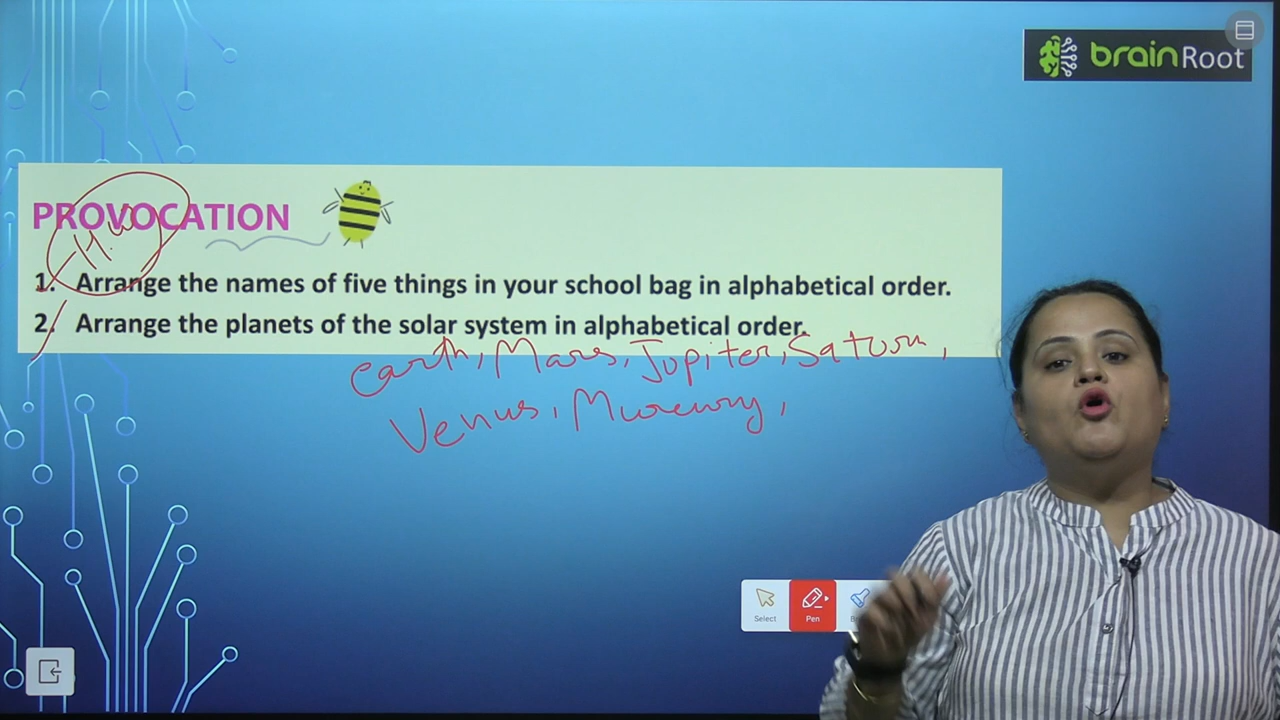 brainRoot
PROVOCATION
H.W
1. Arrange the names of five things in your school bag in alphabetical order.
2. Arrange the planets of the solar system in alphabetical order.
earth, Mars, Jupiter, Saturn,
Venus, Murcury,
Select Pen